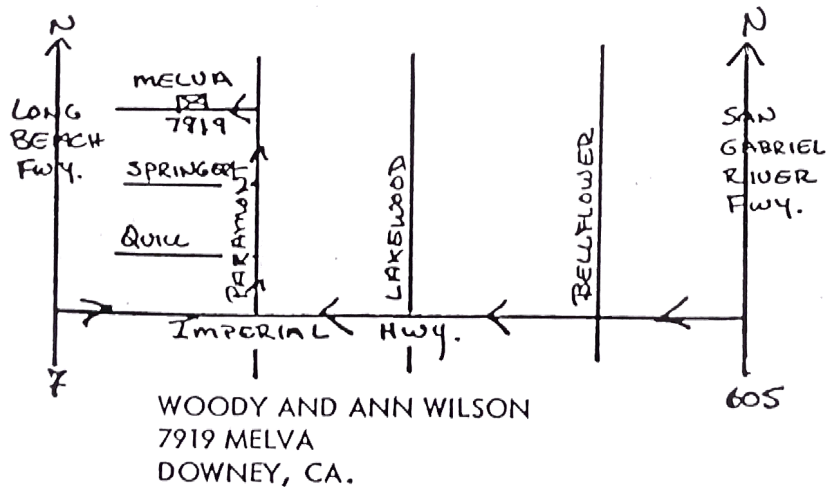 N
N
MELVA
7919
LONG
BEACH
FWY.
SAN
GABRIEL
RIVER
FWY.
SPRINGER
QUILL
PARAMOUNT
LAKEWOOD
BELLFLOWER
IMPERIAL HWY.
7
605
WOODY AND ANN WILSON
7919 MELVA
DOWNEY, CA.